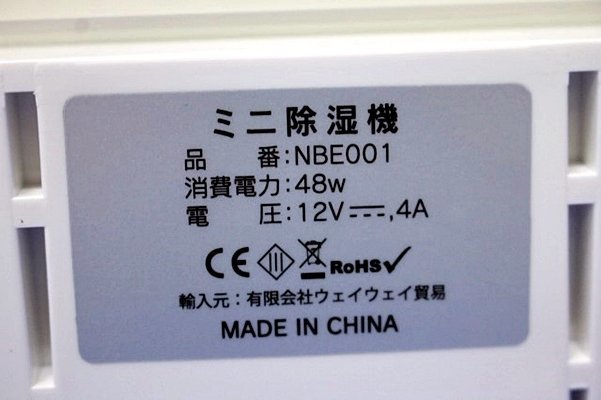 ミニ除湿機
品　　番：NBE001
消費電力：48w
電　　圧：12V⎓,4A
CE RoHS
輸入元：有限会社ウェイウェイ貿易
MADE IN CHINA